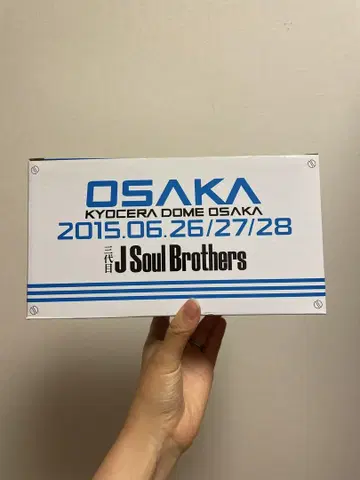 OSAKA
KYOCERA DOME OSAKA
2015.06.26/27/28
三代目 J Soul Brothers